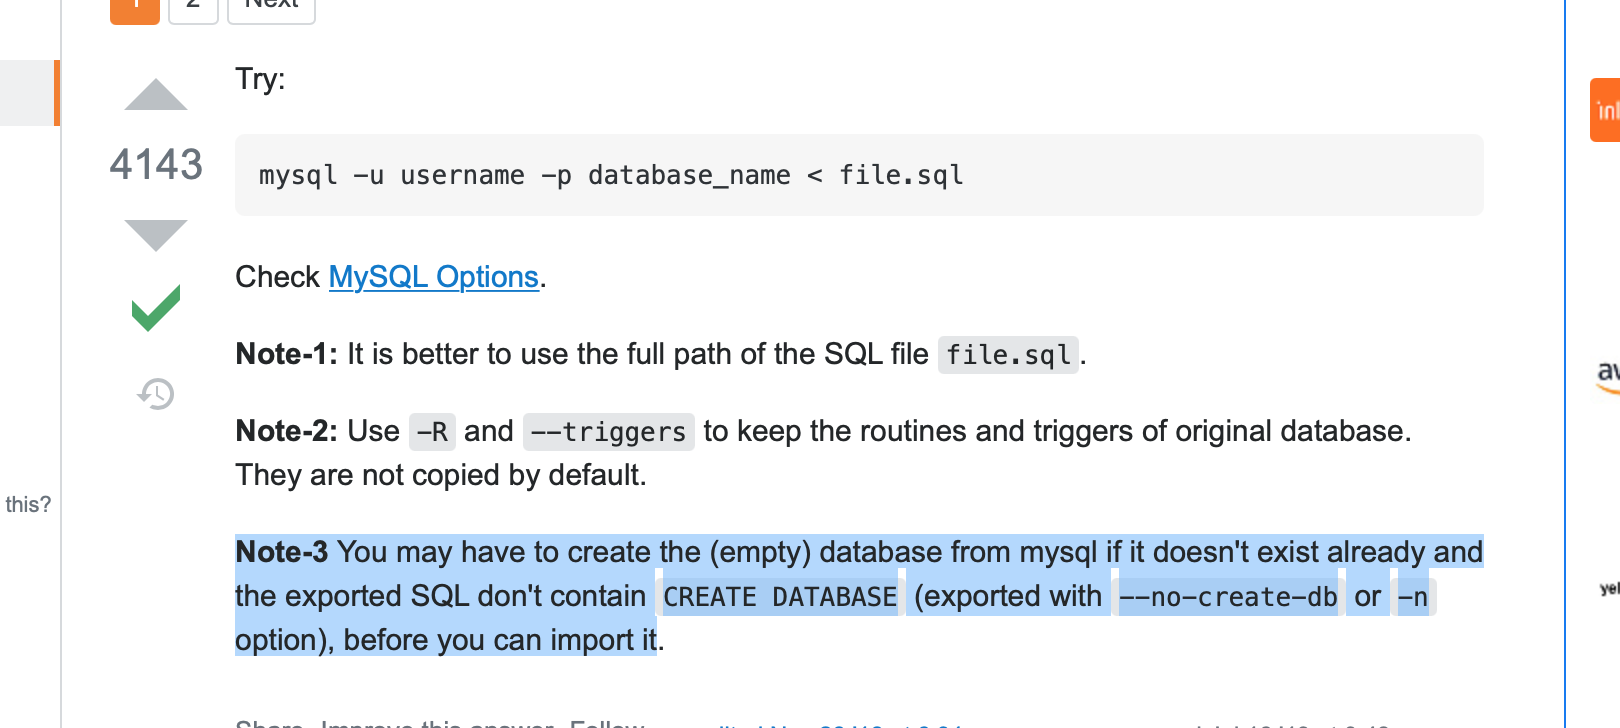 1 2 Next
Try:
4143
mysql -u username -p database_name < file.sql
Check MySQL Options.
Note-1: It is better to use the full path of the SQL file file.sql.
Note-2: Use -R and --triggers to keep the routines and triggers of original database.
They are not copied by default.
this?
Note-3 You may have to create the (empty) database from mysql if it doesn't exist already and
the exported SQL don't contain CREATE DATABASE (exported with --no-create-db or -n
option), before you can import it.
Share Improve this answer Follow